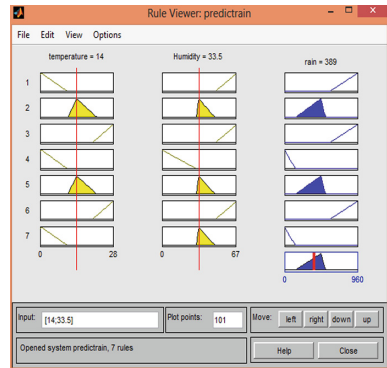 Rule Viewer: predictrain
File Edit View Options
temperature = 14 Humidity = 33.5 rain = 389
1
2
3
4
5
6
7
0 28 0 67
0 960
Input: [14;33.5] Plot points: 101 Move: left right down up
Opened system predictrain, 7 rules Help Close